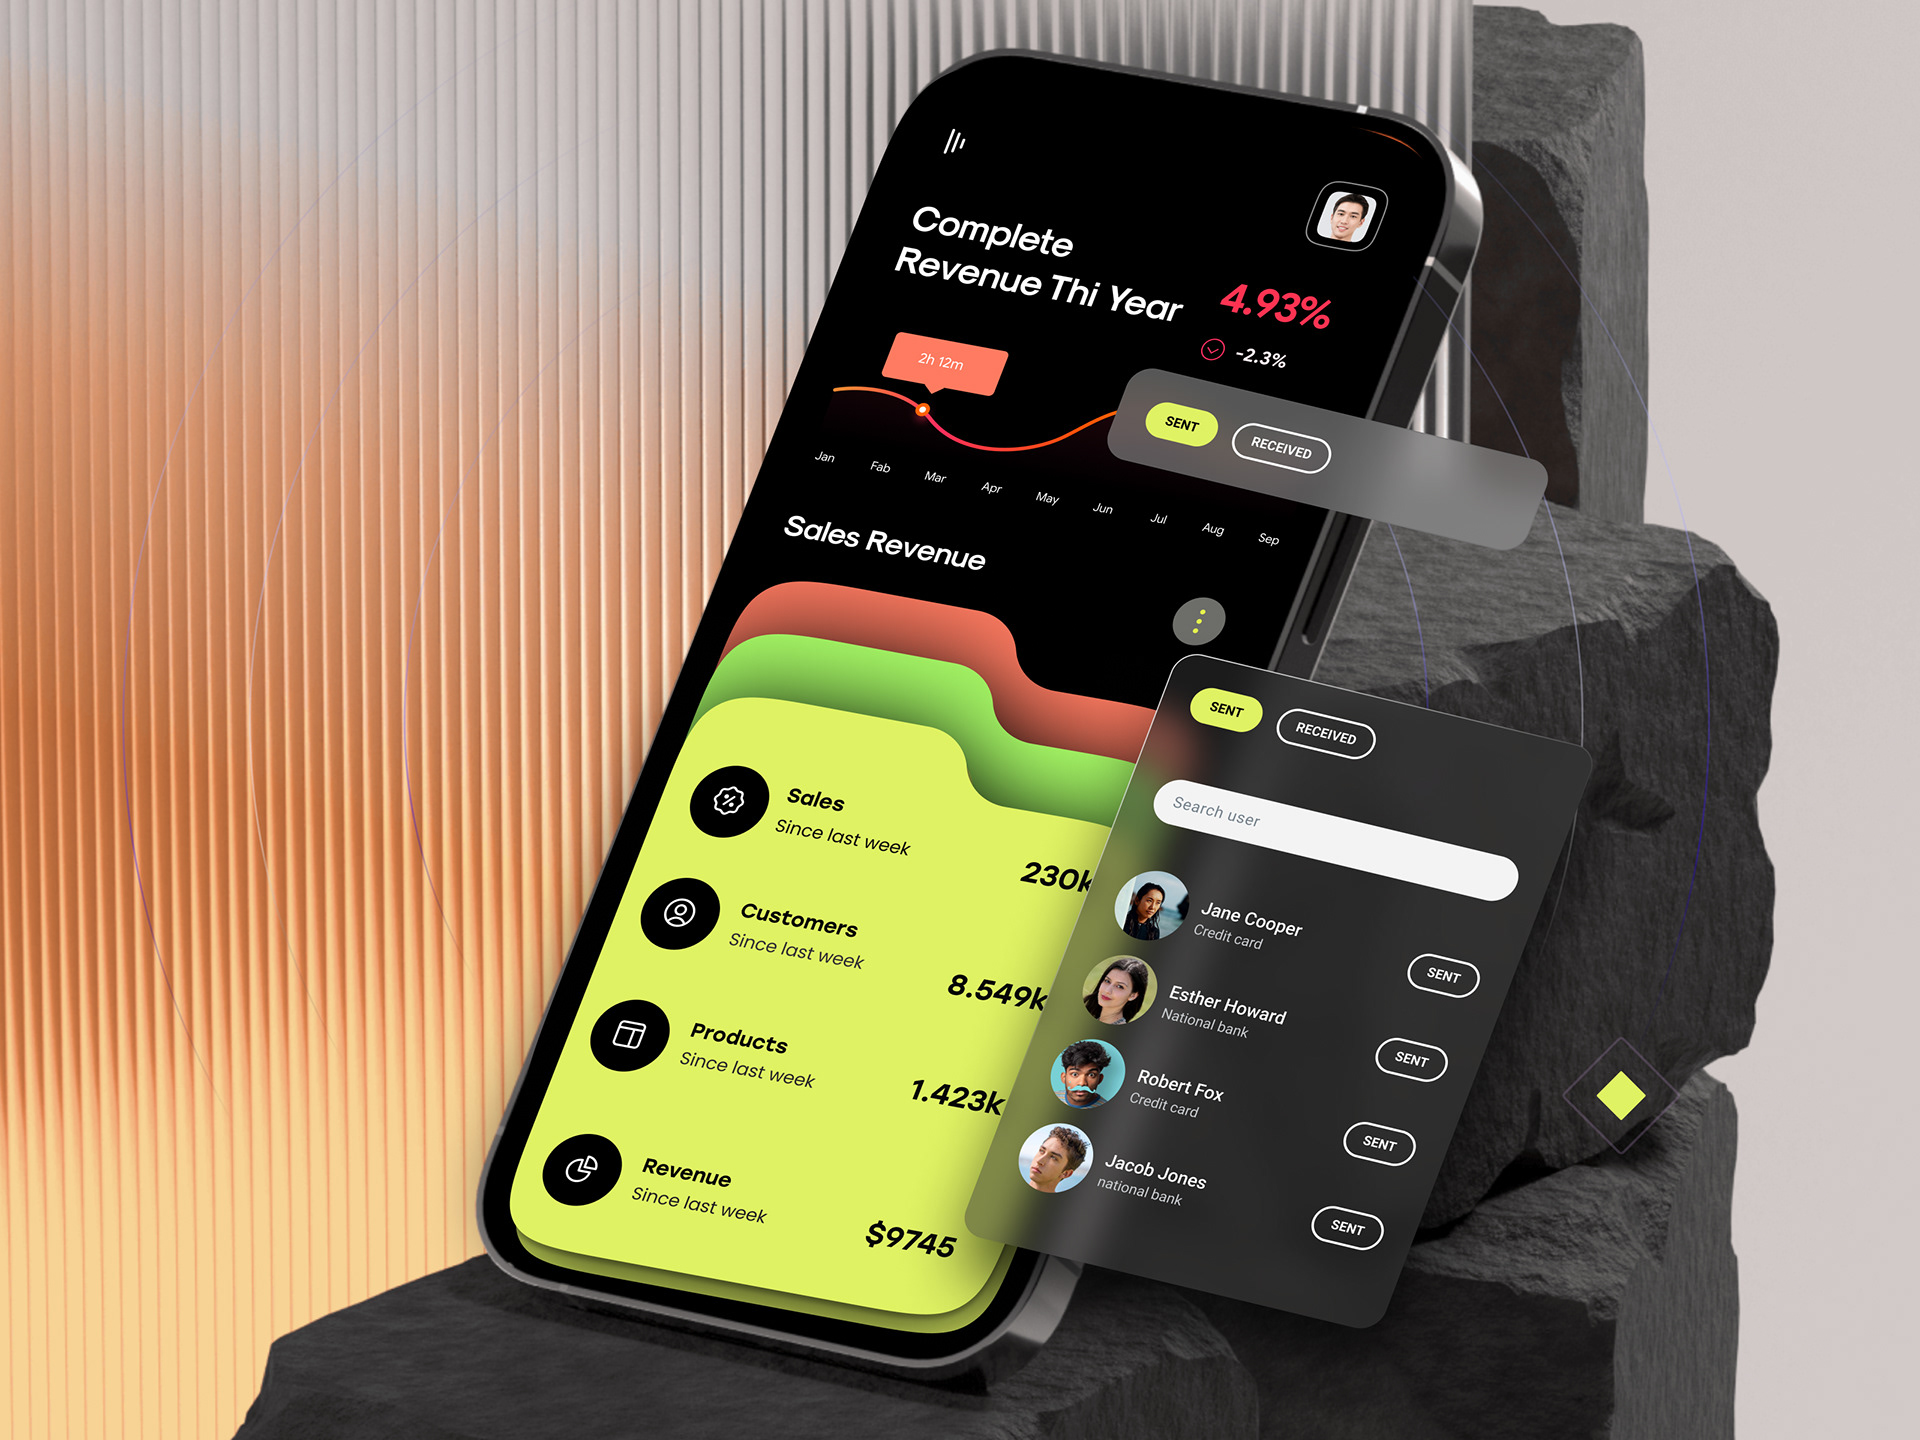 Complete
Revenue Thi Year
4.93%
-2.3%
2h 12m
SENT
RECEIVED
Jan
Fab
Mar
Apr
May
Jun
Jul
Aug
Sep
Sales Revenue
SENT
RECEIVED
Search user
Sales
Since last week
230k
Customers
Since last week
8.549k
Products
Since last week
1.423k
Revenue
Since last week
$9745
Jane Cooper
Credit card
SENT
Esther Howard
National bank
SENT
Robert Fox
Credit card
SENT
Jacob Jones
national bank
SENT